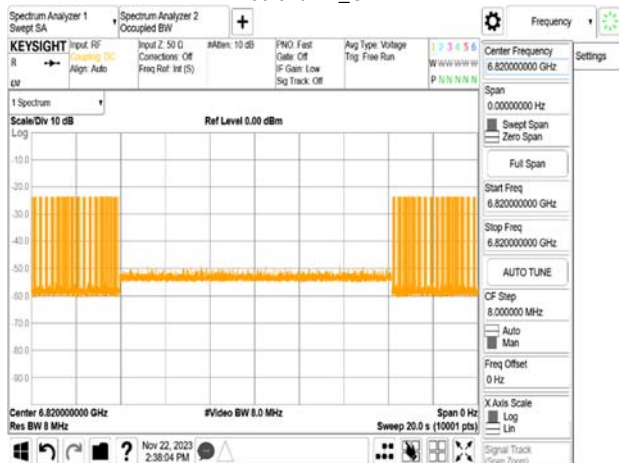 Spectrum Analyzer 1
Swept SA
Spectrum Analyzer 2
Occupied BW
+
Frequency
KEYSIGHT
R
Input: RF
Coupling: DC
Align: Auto
Input Z: 50 Ω
Corrections: Off
Freq Ref: Int (S)
#Atten: 10 dB
PNO: Fast
Gate: Off
IF Gain: Low
Sig Track: Off
Avg Type: Voltage
Trig: Free Run
1 2 3 4 5 6
W W W W W W
P N N N N N
1 Spectrum
Scale/Div 10 dB
Ref Level 0.00 dBm
Log
-10.0
-20.0
-30.0
-40.0
-50.0
-60.0
-70.0
-80.0
-90.0
Center 6.820000000 GHz
#Video BW 8.0 MHz
Span 0 Hz
Res BW 8 MHz
Sweep 20.0 s (10001 pts)
?
Nov 22, 2023
2:38:04 PM
Center Frequency
6.820000000 GHz
Settings
Span
0.00000000 Hz
Swept Span
Zero Span
Full Span
Start Freq
6.820000000 GHz
Stop Freq
6.820000000 GHz
AUTO TUNE
CF Step
8.000000 MHz
Auto
Man
Freq Offset
0 Hz
X Axis Scale
Log
Lin
Signal Track
(Span Zoom)